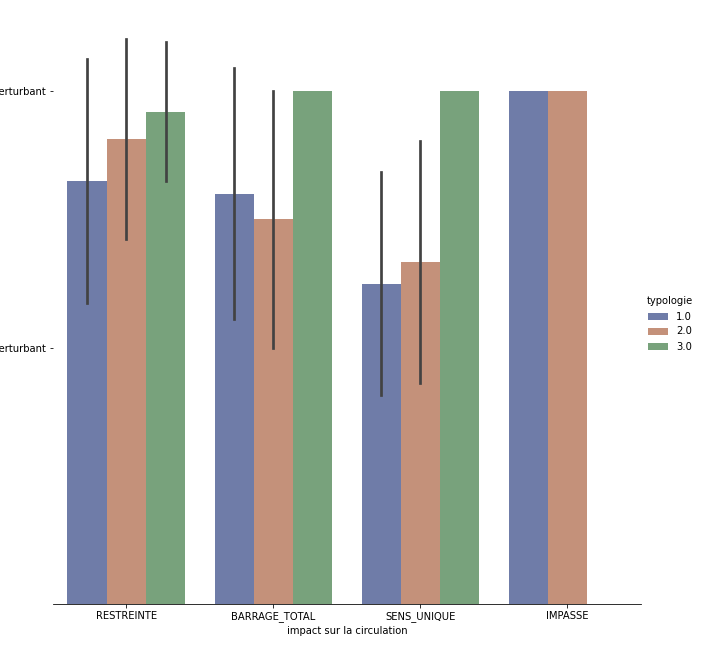 erturbant
erturbant
RESTREINTE BARRAGE_TOTAL SENS_UNIQUE IMPASSE
impact sur la circulation
typologie
1.0
2.0
3.0